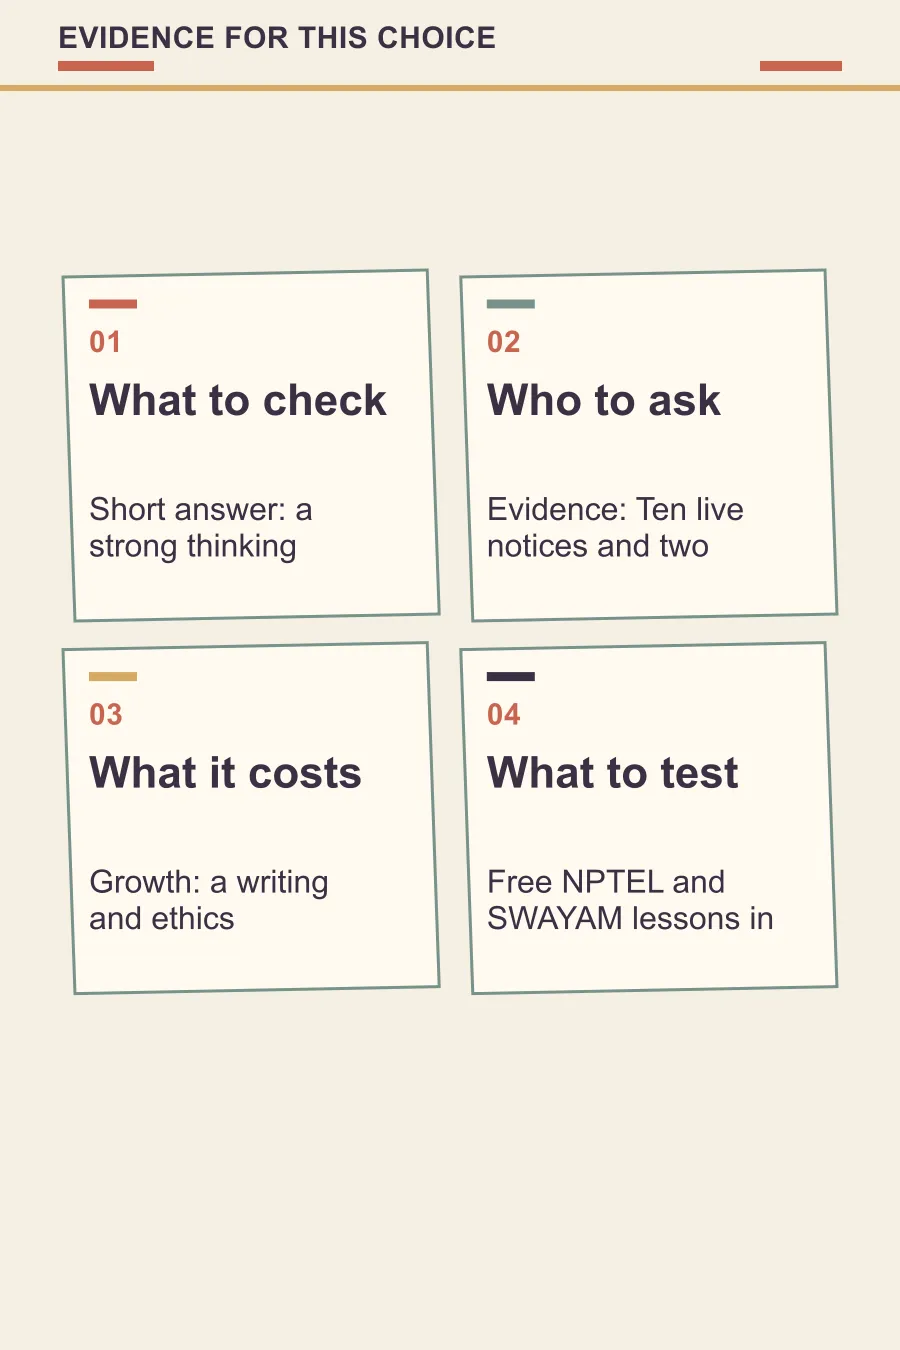 EVIDENCE FOR THIS CHOICE
01
What to check
Short answer: a
strong thinking
02
Who to ask
Evidence: Ten live
notices and two
03
What it costs
Growth: a writing
and ethics
04
What to test
Free NPTEL and
SWAYAM lessons in